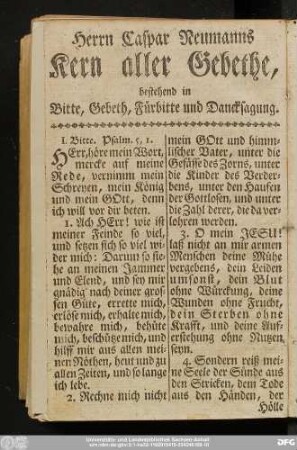 Herrn Caspar Neumanns
Kern aller Gebethe,
bestehend in
Bitte, Gebeth, Fürbitte und Dancksagung.
I. Bitte. Psalm. 5, 1.
HErr, höre mein Wort,
mercke auf meine
Rede, vernimm mein
Schreyen, mein König
und mein GOtt, denn
ich will vor dir beten.
1. Ach HErr! wie ist
meiner Feinde so viel,
und setzen sich so viel wi-
der mich: Darum so sie-
he an meinen Jammer
und Elend, und sey mir
gnädig nach deiner gros-
sen Güte, errette mich,
erlöse mich, erhalte mich,
bewahre mich, behüte
mich, beschütze mich, und
hilff mir aus allen mei-
nen Nöthen, heut und zu
allen Zeiten, und so lange
ich lebe.
2. Rechne mich nicht
mein GOtt und himm-
lischer Vater, unter die
Gefässe des Zorns, unter
die Kinder des Verder-
bens, unter den Hauffen
der Gottlosen, und unter
die Zahl derer, die da ver-
lohren werden.
3. O mein JESU!
laß nicht an mir armen
Menschen deine Mühe
vergebens, dein Leiden
umsonst, dein Blut
ohne Würckung, deine
Wunden ohne Frucht,
dein Sterben ohne
Krafft, und deine Auf-
erstehung ohne Nutzen
seyn.
4. Sondern reiß mei-
ne Seele der Sünde aus
den Stricken, dem Tode
aus den Händen, der
Hölle
Universitäts- und Landesbibliothek Sachsen-Anhalt